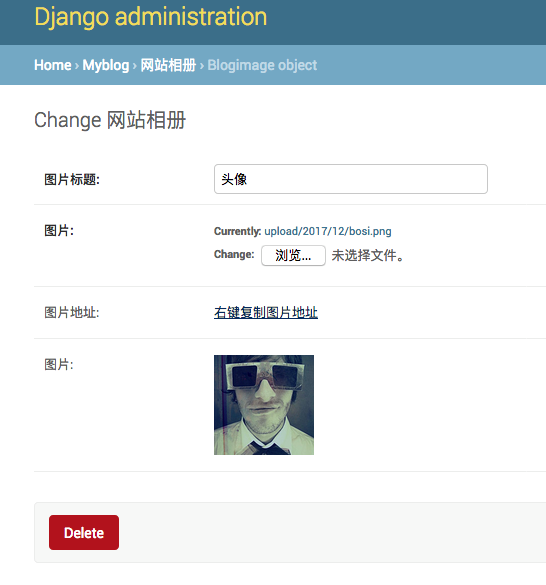 Django administration
Home › Myblog › 网站相册 › Blogimage object
Change 网站相册
图片标题: 头像
图片: Currently: upload/2017/12/bosi.png
Change: 浏览... 未选择文件。
图片地址: 右键复制图片地址
图片:
Delete